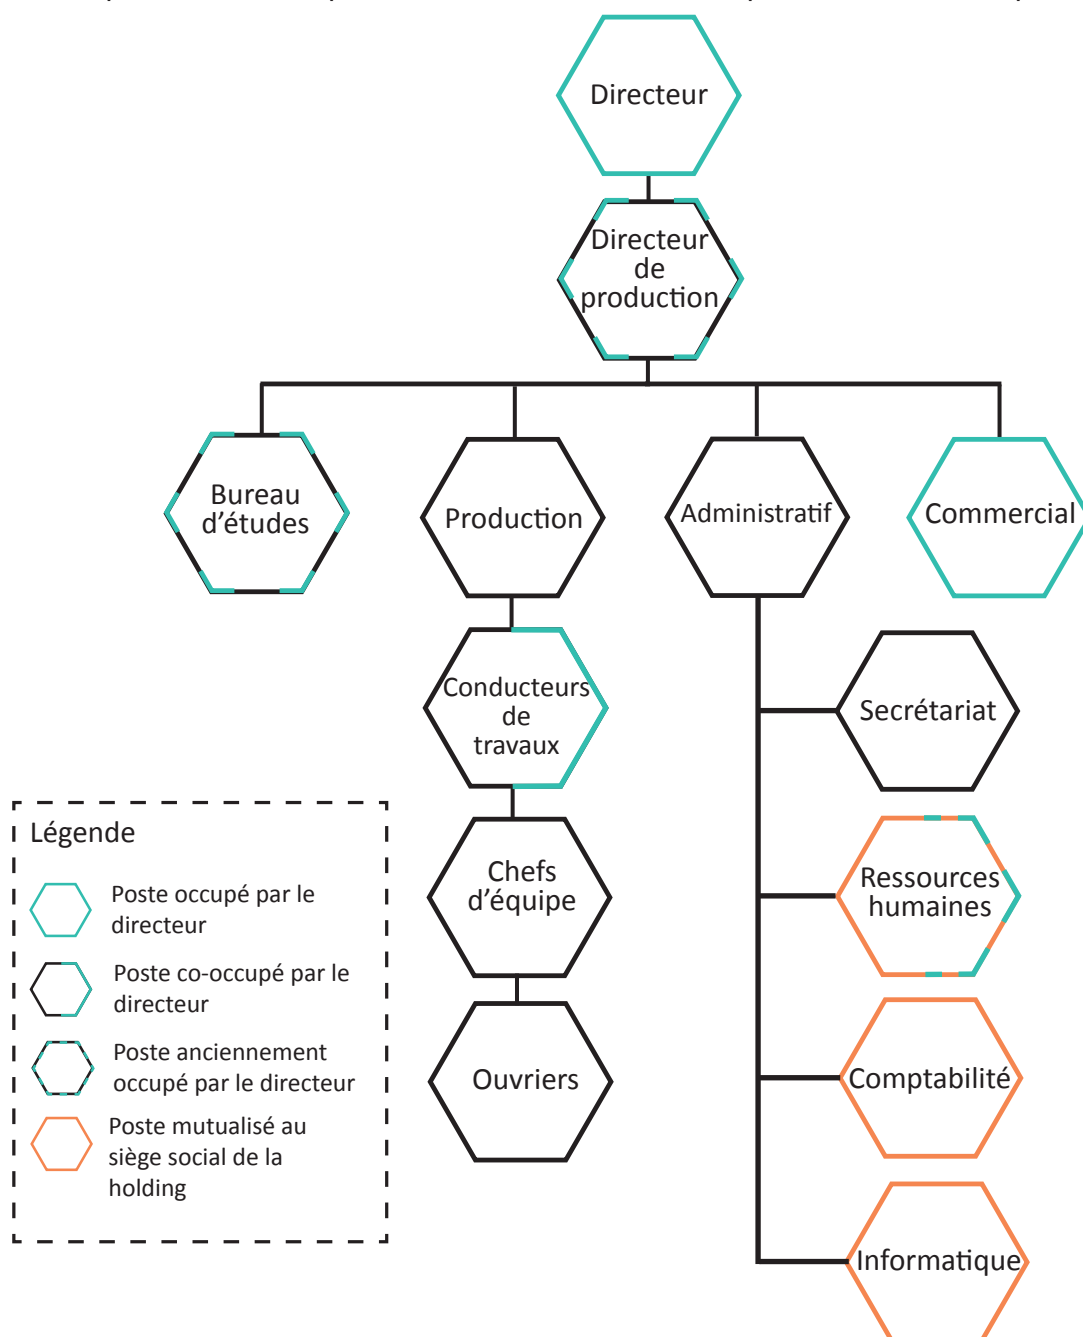 Directeur
Directeur
de
production
Bureau
d’études
Production
Administratif
Commercial
Conducteurs
de
travaux
Secrétariat
Chefs
d’équipe
Ressources
humaines
Ouvriers
Comptabilité
Informatique
Légende
Poste occupé par le
directeur
Poste co-occupé par le
directeur
Poste anciennement
occupé par le directeur
Poste mutualisé au
siège social de la
holding